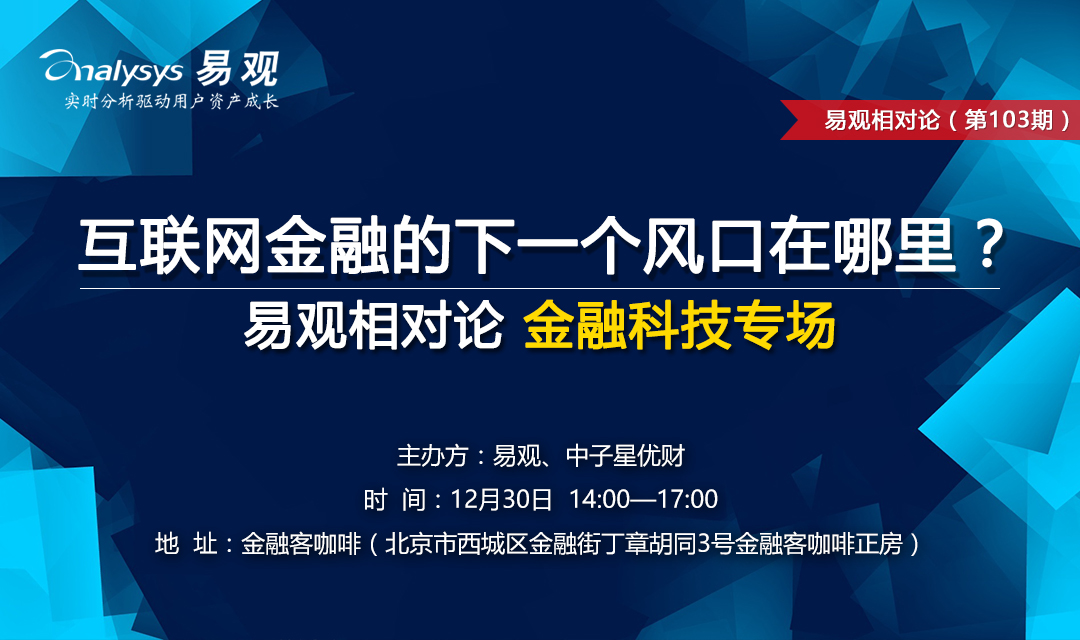 analysys 易观
实时分析驱动用户资产成长
易观相对论（第103期）
互联网金融的下一个风口在哪里？
易观相对论 金融科技专场
主办方：易观、中子星优财
时 间：12月30日 14:00—17:00
地 址：金融客咖啡（北京市西城区金融街丁章胡同3号金融客咖啡正房）